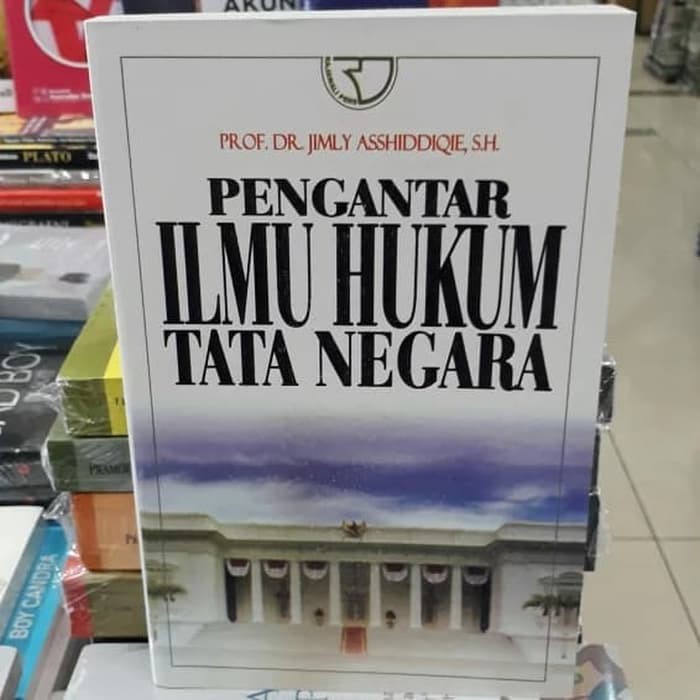 PROF. DR. JIMLY ASSHIDDIQIE, S.H.
PENGANTAR
ILMU HUKUM
TATA NEGARA
AKUN
PLATO
BOY CANDRA